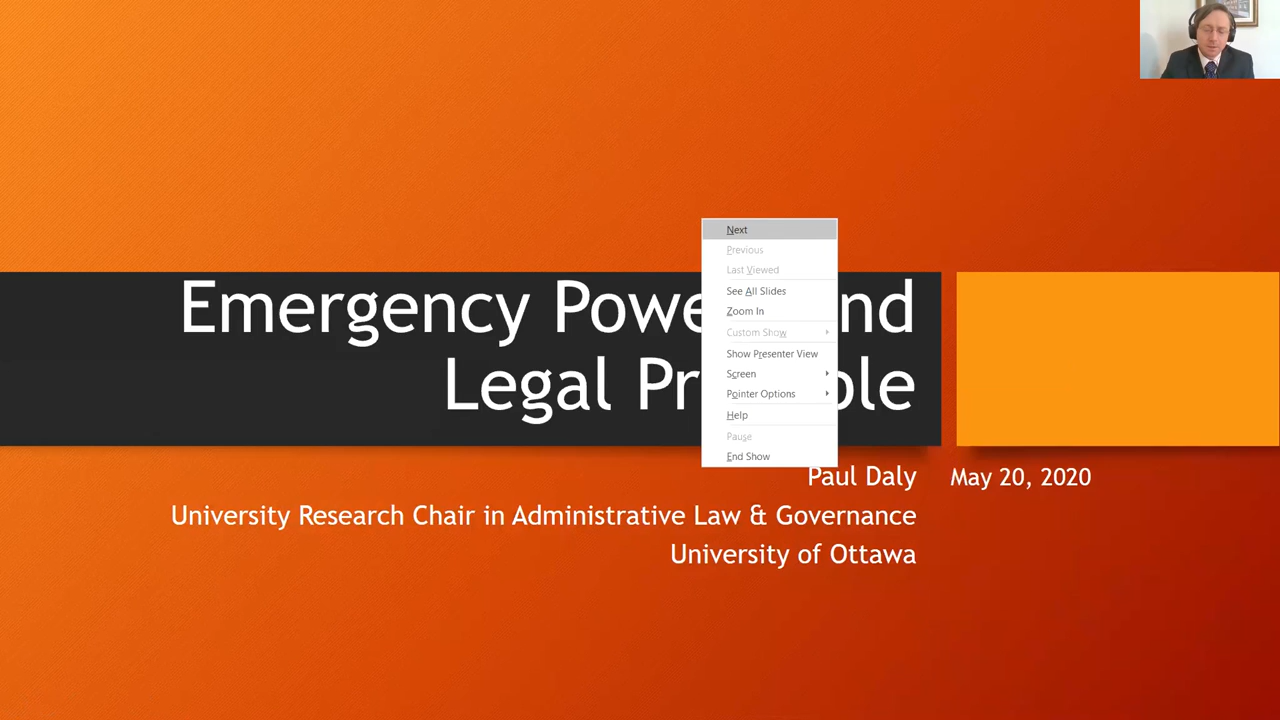 Next
Previous
Last Viewed
See All Slides
Zoom In
Custom Show
Show Presenter View
Screen
Pointer Options
Help
Pause
End Show
Emergency Powe nd
Legal Pr ple
Paul Daly May 20, 2020
University Research Chair in Administrative Law & Governance
University of Ottawa